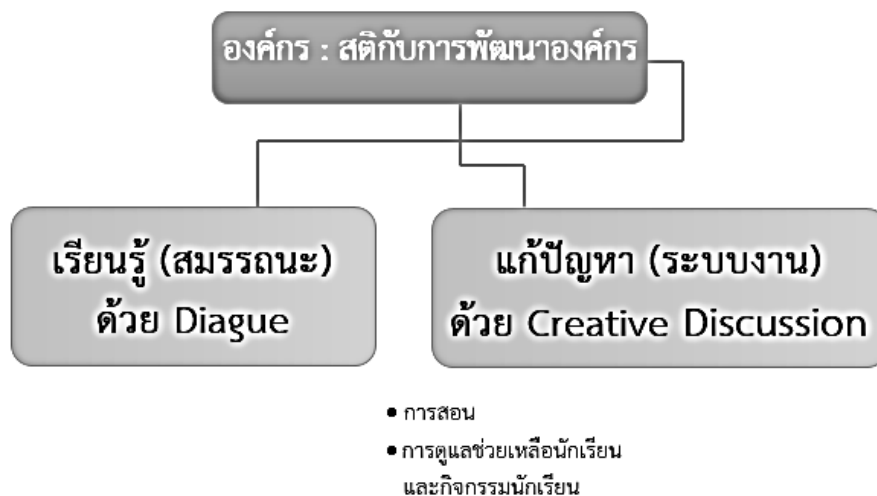 องค์กร : สติกับการพัฒนาองค์กร
เรียนรู้ (สมรรถนะ)
ด้วย Diague
แก้ปัญหา (ระบบงาน)
ด้วย Creative Discussion
• การสอน
• การดูแลช่วยเหลือนักเรียน
และกิจกรรมนักเรียน